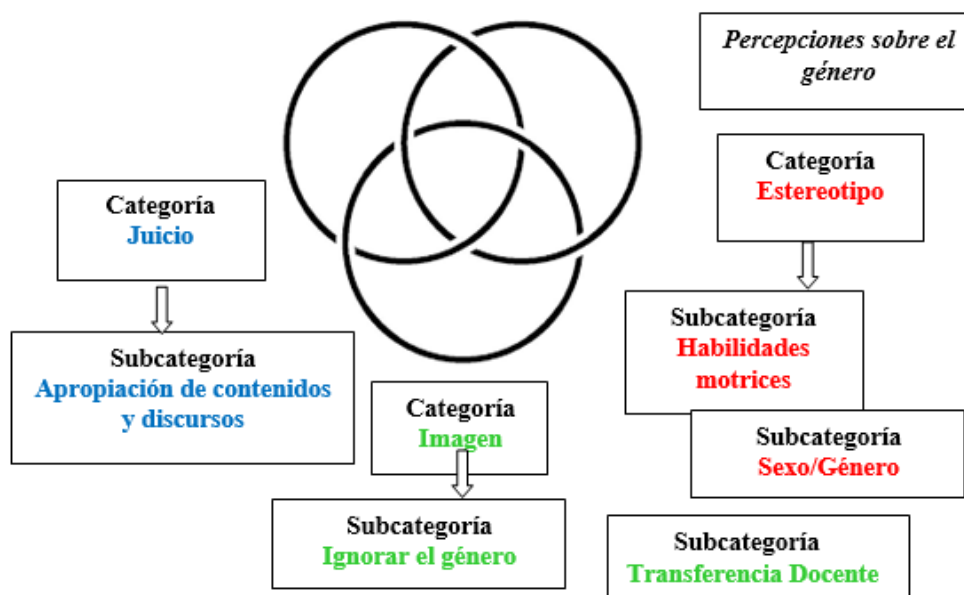 Percepciones sobre el
género
Categoría
Estereotipo
Categoría
Juicio
Subcategoría
Habilidades
motrices
Subcategoría
Apropiación de contenidos
y discursos
Categoría
Imagen
Subcategoría
Sexo/Género
Subcategoría
Ignorar el género
Subcategoría
Transferencia Docente